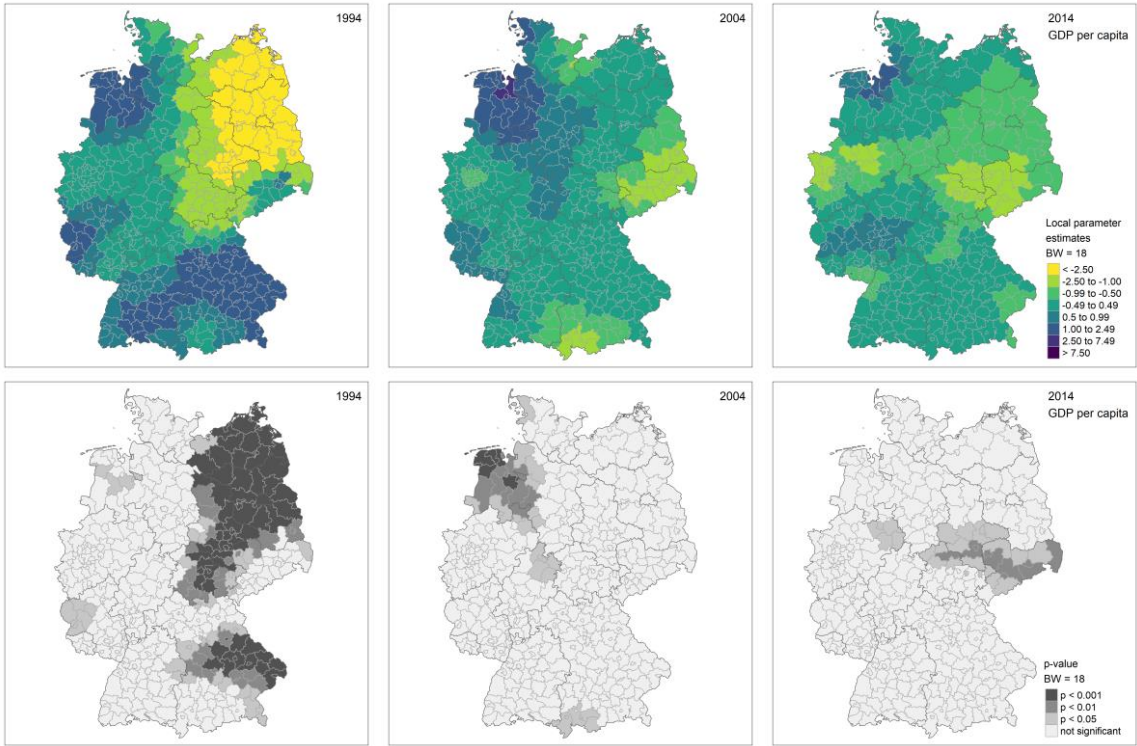 1994
2004
2014
GDP per capita
Local parameter
estimates
BW = 18
< -2.50
-2.50 to -1.00
-0.99 to -0.50
-0.49 to 0.49
0.5 to 0.99
1.00 to 2.49
2.50 to 7.49
> 7.50
1994
2004
2014
GDP per capita
p-value
BW = 18
p < 0.001
p < 0.01
p < 0.05
not significant